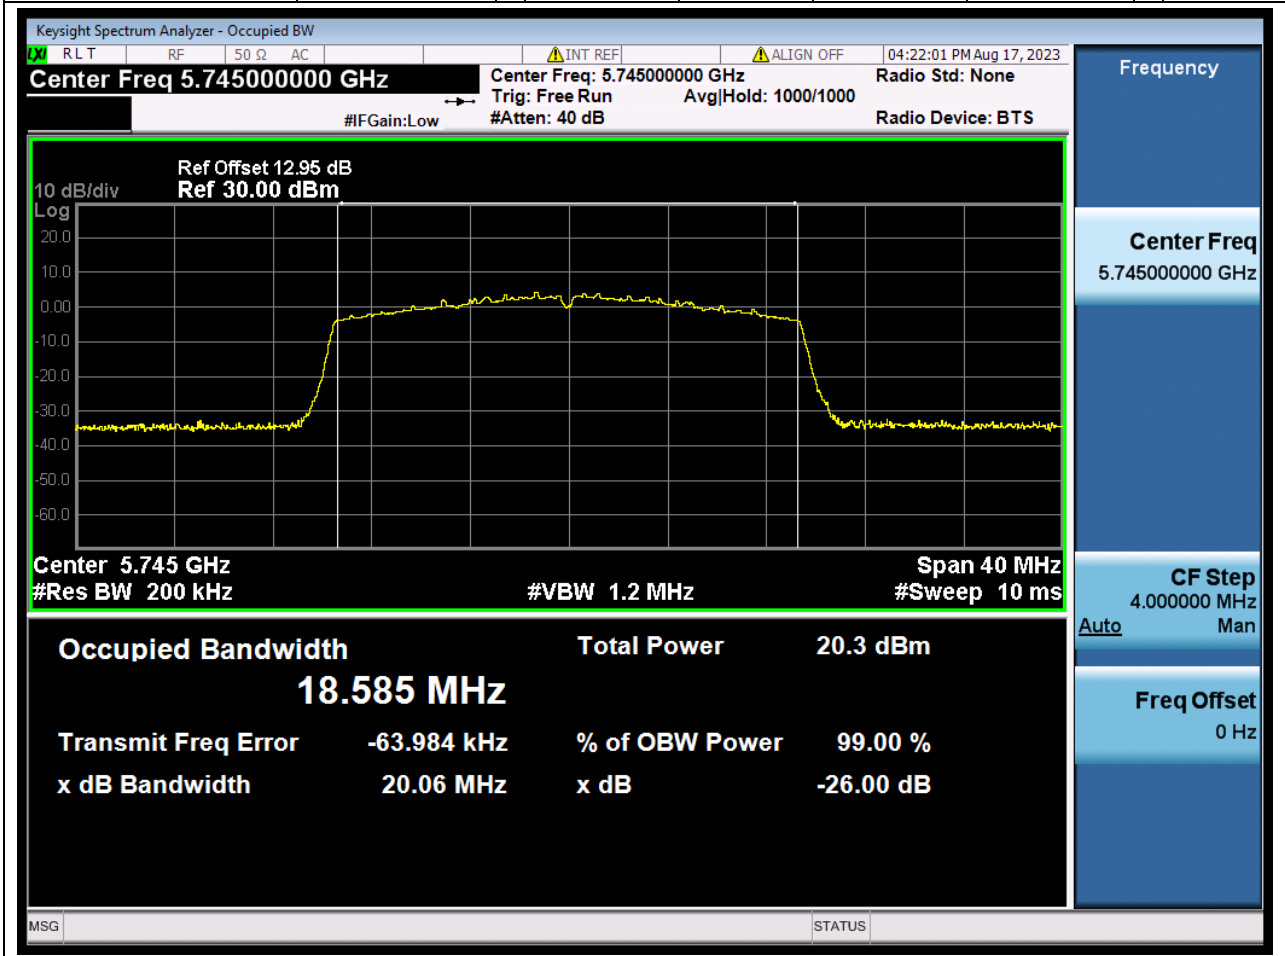 Keysight Spectrum Analyzer - Occupied BW
LXI RLT RF 50 Ω AC INT REF ALIGN OFF 04:22:01 PM Aug 17, 2023
Center Freq 5.745000000 GHz
Center Freq: 5.745000000 GHz
Radio Std: None
Trig: Free Run Avg|Hold: 1000/1000
#IFGain:Low
#Atten: 40 dB
Radio Device: BTS
Ref Offset 12.95 dB
10 dB/div Ref 30.00 dBm
Log
20.0
10.0
0.00
-10.0
-20.0
-30.0
-40.0
-50.0
-60.0
Center 5.745 GHz Span 40 MHz
#Res BW 200 kHz #VBW 1.2 MHz #Sweep 10 ms
Occupied Bandwidth Total Power 20.3 dBm
18.585 MHz
Transmit Freq Error -63.984 kHz % of OBW Power 99.00 %
x dB Bandwidth 20.06 MHz x dB -26.00 dB
Frequency
Center Freq
5.745000000 GHz
CF Step
4.000000 MHz
Auto Man
Freq Offset
0 Hz
MSG STATUS